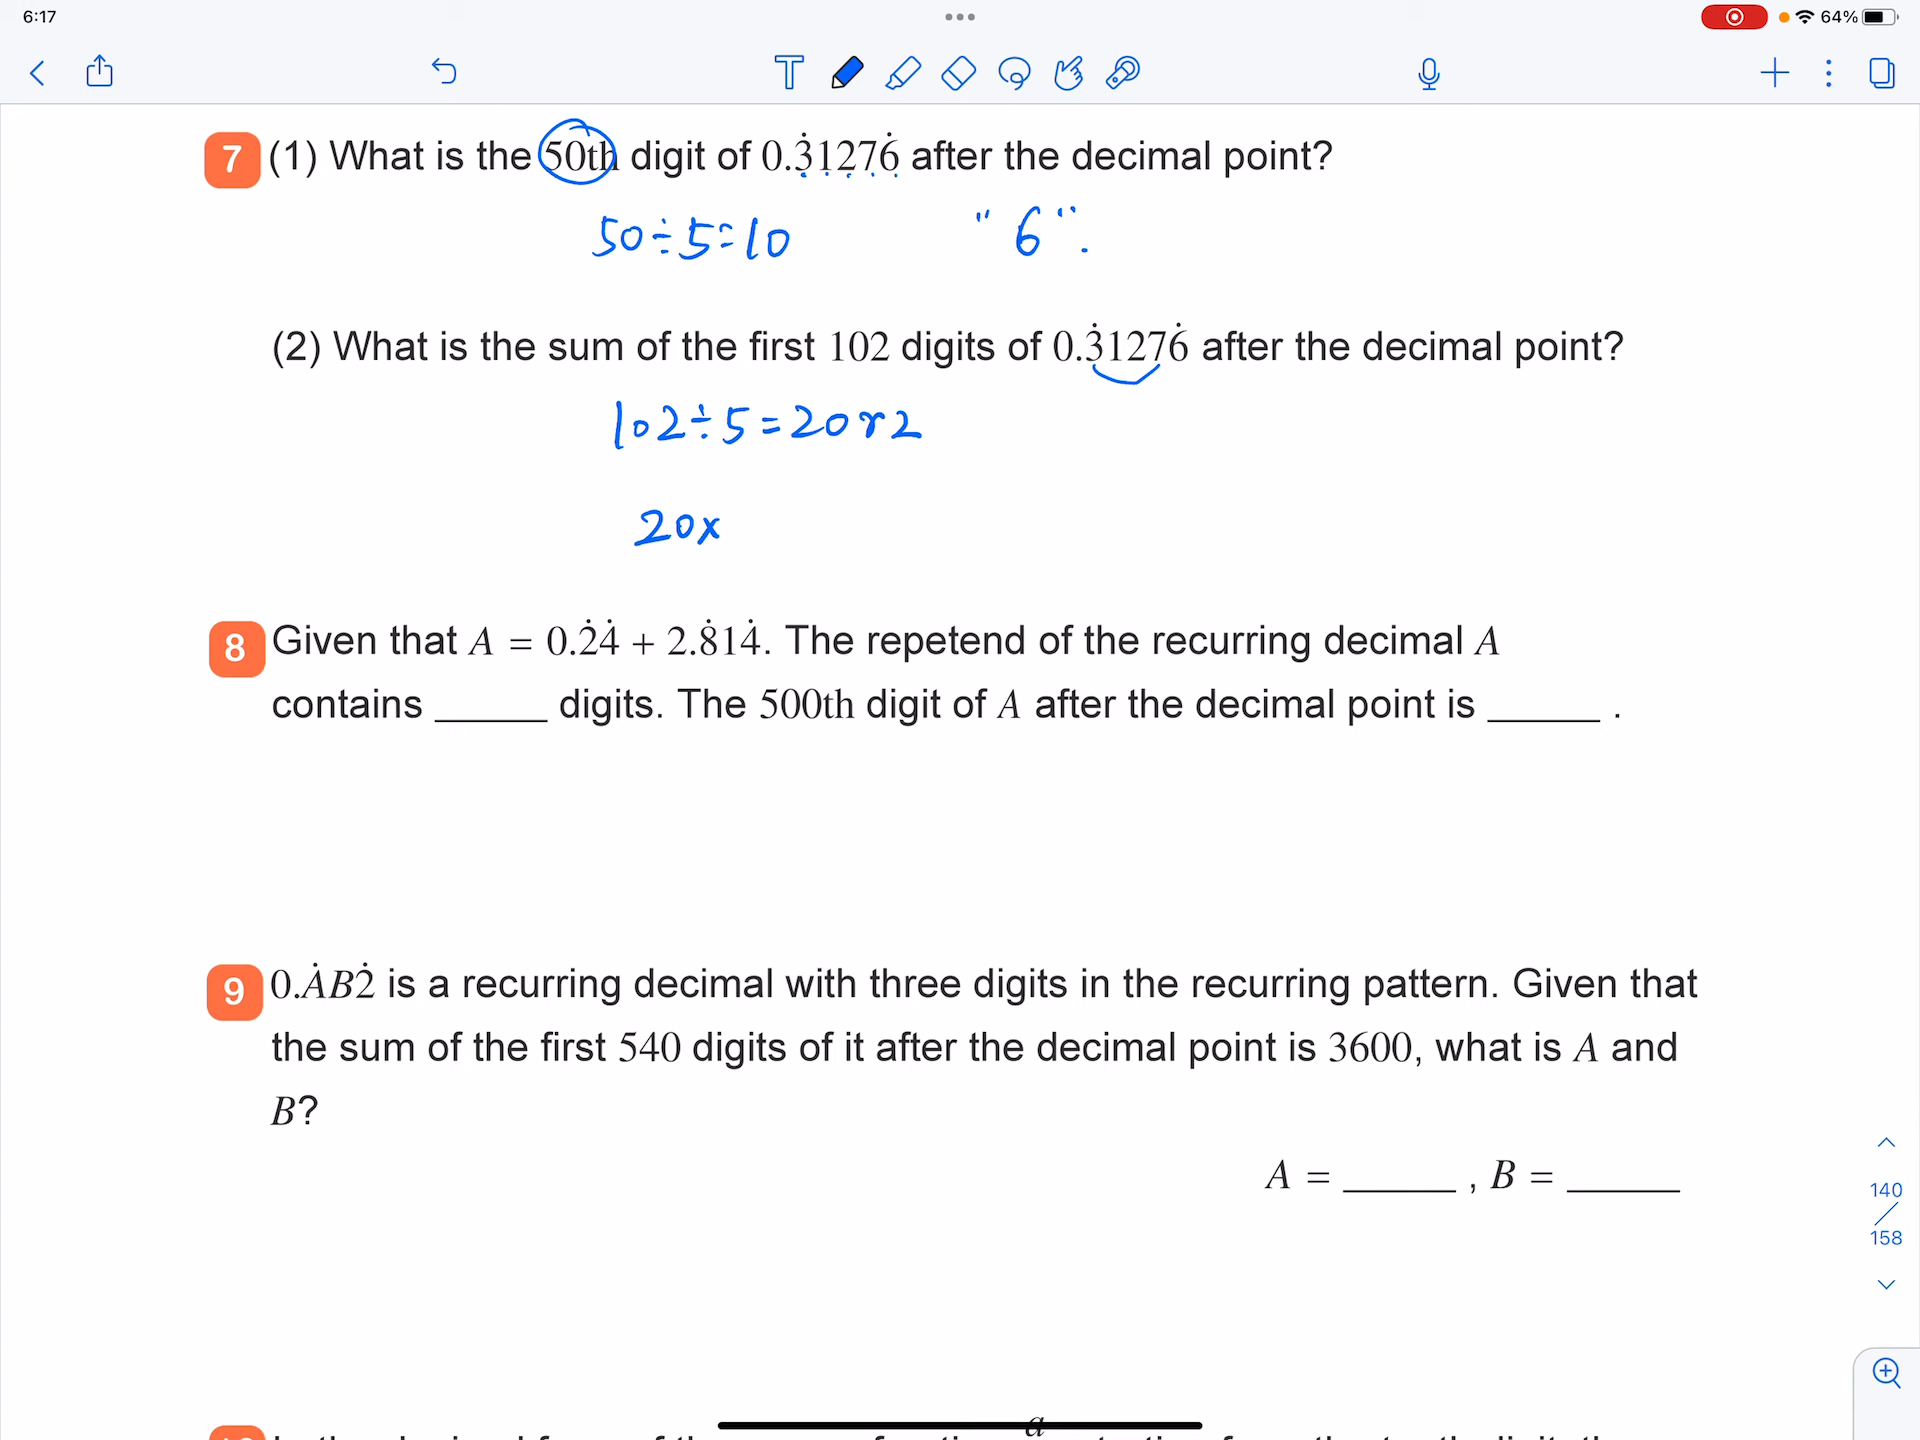 6:17
64%
7 (1) What is the 50th digit of 0.3̇1276̇ after the decimal point?
50÷5=10 "6".
(2) What is the sum of the first 102 digits of 0.3̇1276̇ after the decimal point?
102÷5=20r2
20x
8 Given that A = 0.2̇4̇ + 2.8̇14̇. The repetend of the recurring decimal A
contains _____ digits. The 500th digit of A after the decimal point is _____ .
9 0.ȦB2̇ is a recurring decimal with three digits in the recurring pattern. Given that
the sum of the first 540 digits of it after the decimal point is 3600, what is A and
B?
A = _____ , B = _____
140
/
158
a